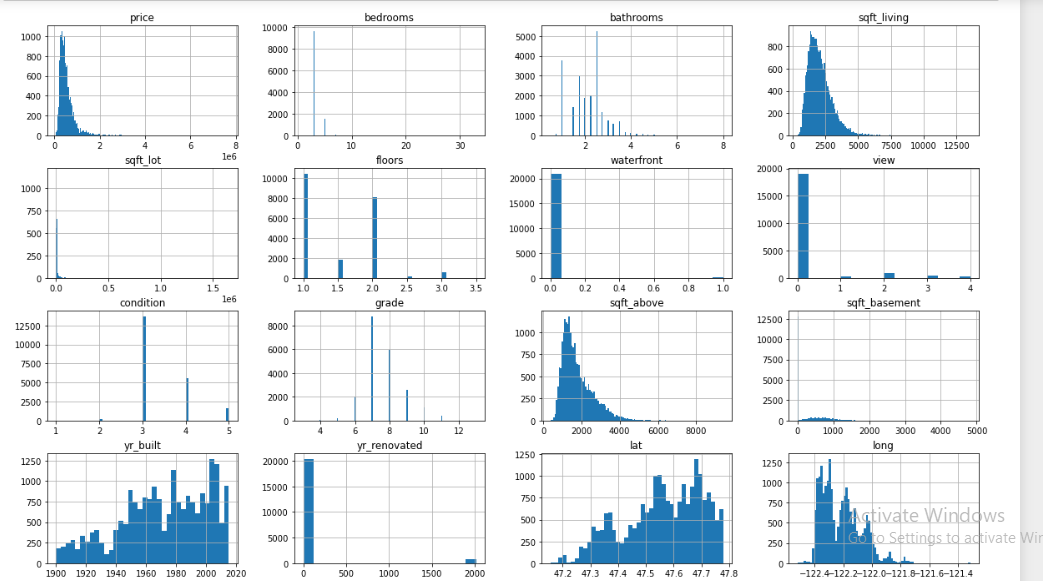 price bedrooms bathrooms sqft_living
1000 800 600 400 200 0
0 2 4 6 8
1e6
10000 8000 6000 4000 2000 0
0 10 20 30
5000 4000 3000 2000 1000 0
2 4 6 8
800 600 400 200 0
0 2500 5000 7500 10000 12500
sqft_lot floors waterfront view
1000 750 500 250 0
0.0 0.5 1.0 1.5
1e6
10000 8000 6000 4000 2000 0
1.0 1.5 2.0 2.5 3.0 3.5
20000 15000 10000 5000 0
0.0 0.2 0.4 0.6 0.8 1.0
20000 15000 10000 5000 0
0 1 2 3 4
condition grade sqft_above sqft_basement
12500 10000 7500 5000 2500 0
1 2 3 4 5
8000 6000 4000 2000 0
4 6 8 10 12
1000 750 500 250 0
0 2000 4000 6000 8000
12500 10000 7500 5000 2500 0
0 1000 2000 3000 4000 5000
yr_built yr_renovated lat long
1250 1000 750 500 250 0
1900 1920 1940 1960 1980 2000 2020
20000 15000 10000 5000 0
0 500 1000 1500 2000
1250 1000 750 500 250 0
47.2 47.3 47.4 47.5 47.6 47.7 47.8
1250 1000 750 500 250 0
−122.4−122.2−122.0−121.8−121.6−121.4
Activate Windows
Go to Settings to activate Win